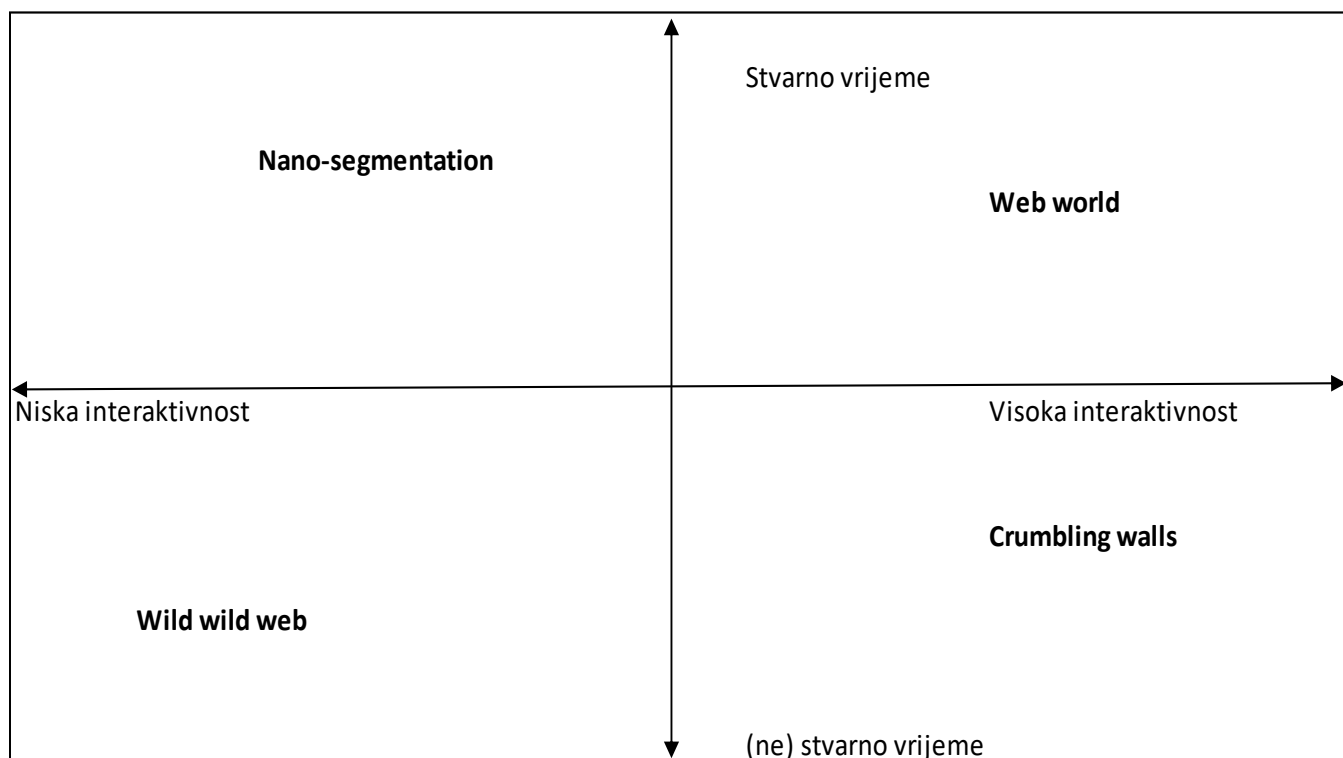 Stvarno vrijeme
Nano-segmentation
Web world
Niska interaktivnost
Visoka interaktivnost
Crumbling walls
Wild wild web
(ne) stvarno vrijeme